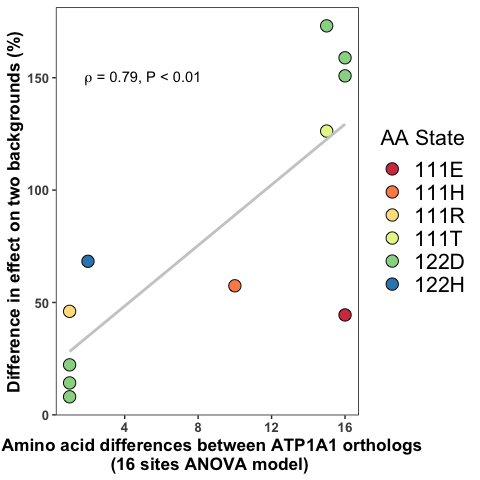 Difference in effect on two backgrounds (%)
150
100
50
0
ρ = 0.79, P < 0.01
4 8 12 16
Amino acid differences between ATP1A1 orthologs
(16 sites ANOVA model)
AA State
111E
111H
111R
111T
122D
122H